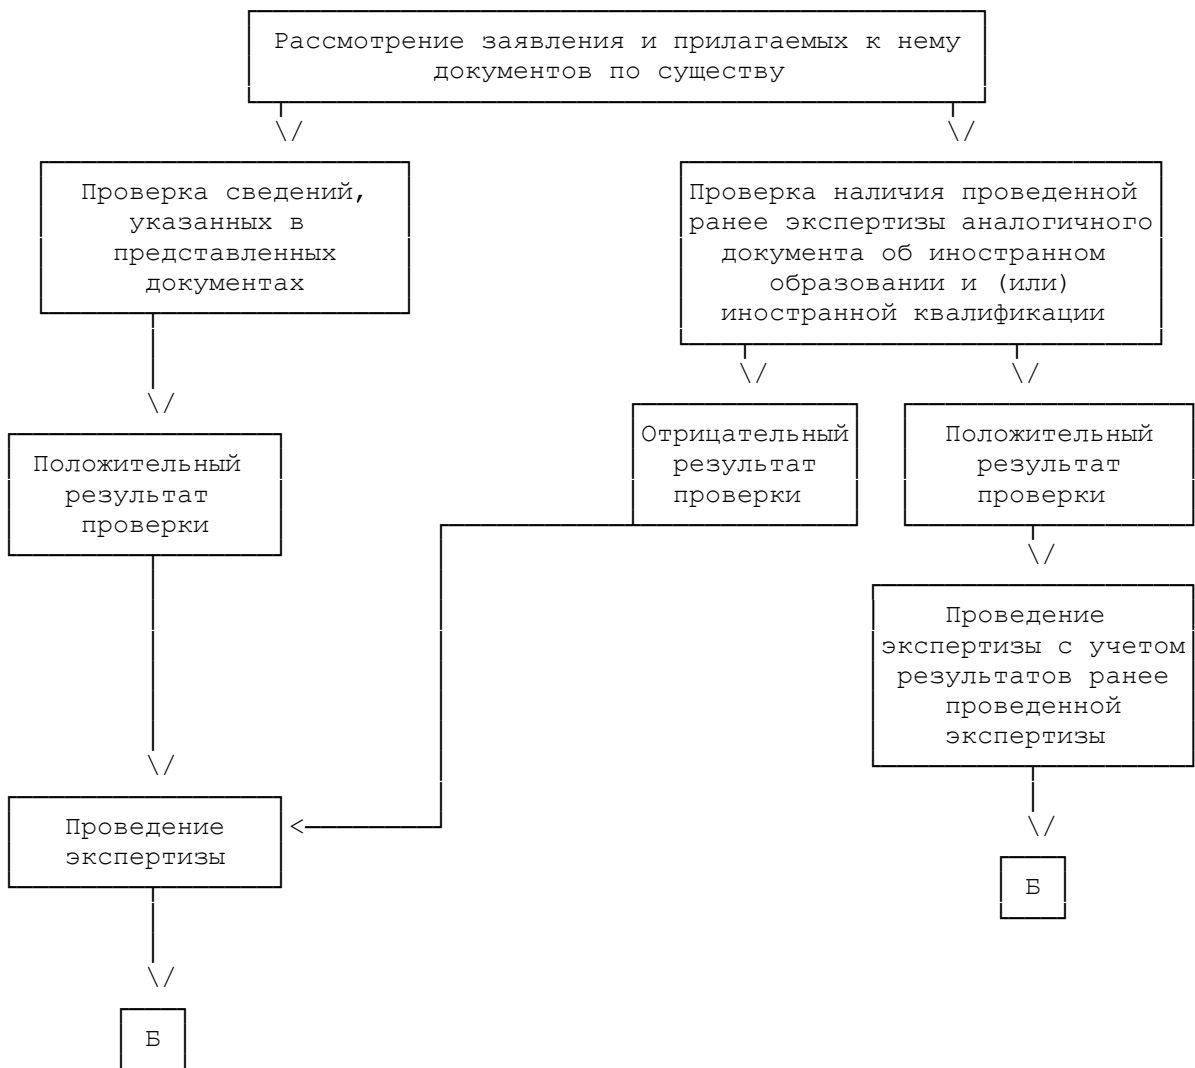 Рассмотрение заявления и прилагаемых к нему
документов по существу
\/
\/
Проверка сведений,
указанных в
представленных
документах
Проверка наличия проведенной
ранее экспертизы аналогичного
документа об иностранном
образовании и (или)
иностранной квалификации
\/
\/
\/
Положительный
результат
проверки
Отрицательный
результат
проверки
Положительный
результат
проверки
\/
Проведение
экспертизы с учетом
результатов ранее
проведенной
экспертизы
\/
Проведение
экспертизы
<
\/
Б
\/
Б